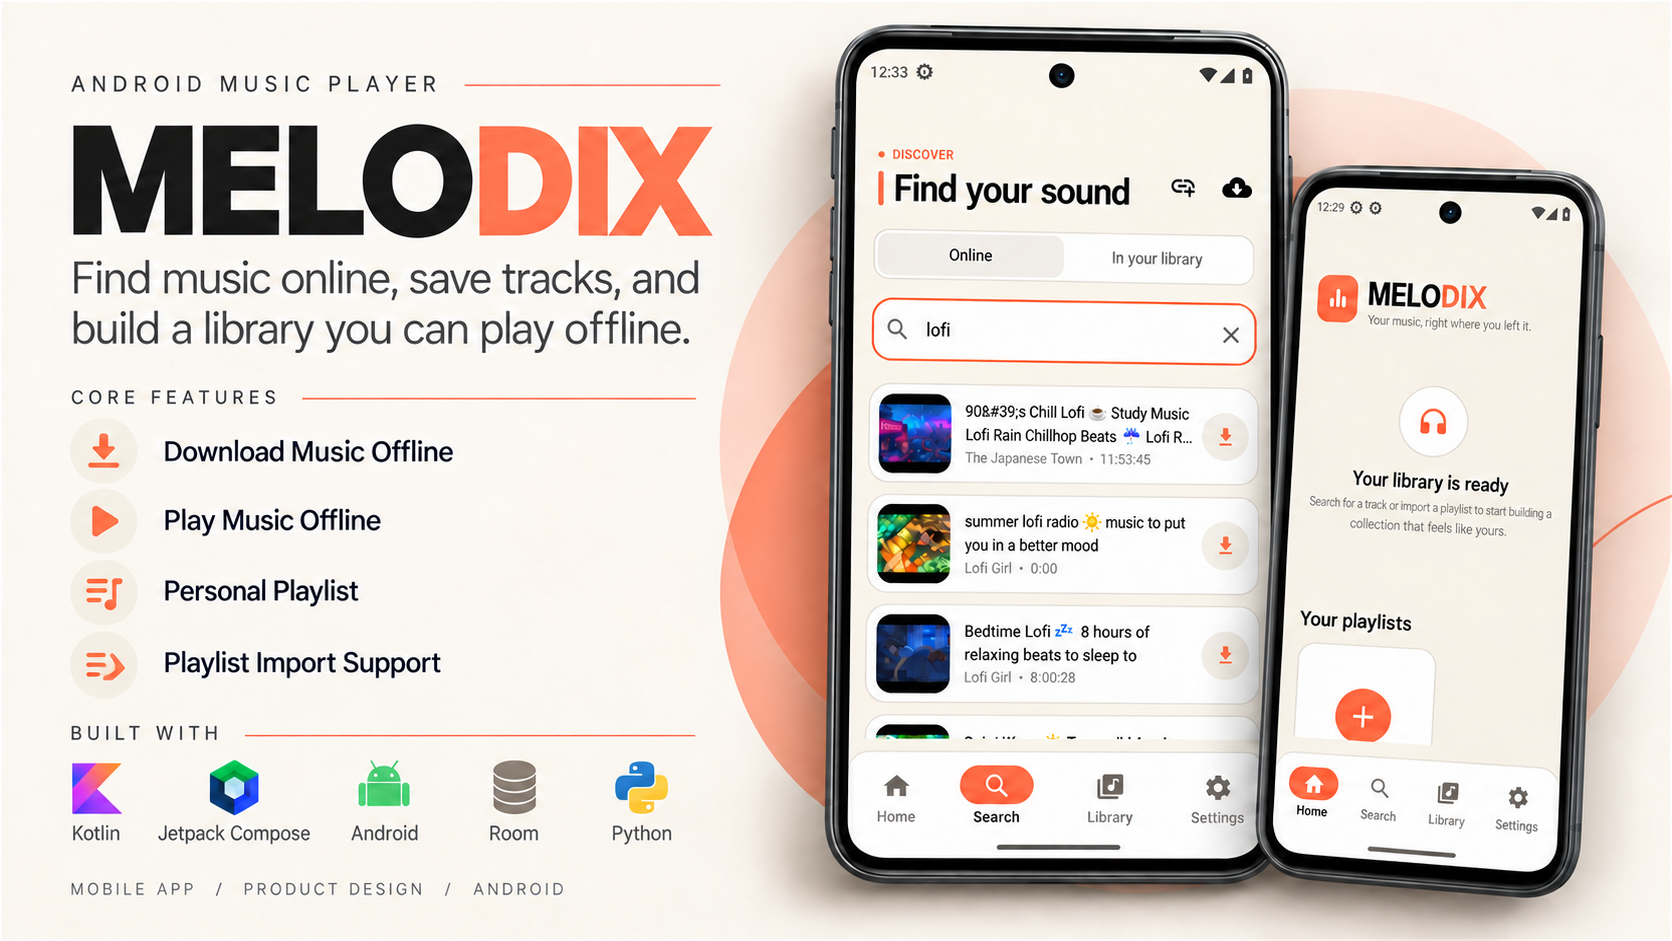 ANDROID MUSIC PLAYER
MELODIX
Find music online, save tracks, and
build a library you can play offline.
CORE FEATURES
Download Music Offline
Play Music Offline
Personal Playlist
Playlist Import Support
BUILT WITH
Kotlin
Jetpack Compose
Android
Room
Python
MOBILE APP / PRODUCT DESIGN / ANDROID
12:33
DISCOVER
Find your sound
Online
In your library
lofi
90&#39;s Chill Lofi ☕ Study Music
Lofi Rain Chillhop Beats ☔ Lofi R...
The Japanese Town • 11:53:45
summer lofi radio ☀️ music to put
you in a better mood
Lofi Girl • 0:00
Bedtime Lofi 💤 8 hours of
relaxing beats to sleep to
Lofi Girl • 8:00:28
Home
Search
Library
Settings
12:29
MELODIX
Your music, right where you left it.
Your library is ready
Search for a track or import a playlist to start building a
collection that feels like yours.
Your playlists
Home
Search
Library
Settings